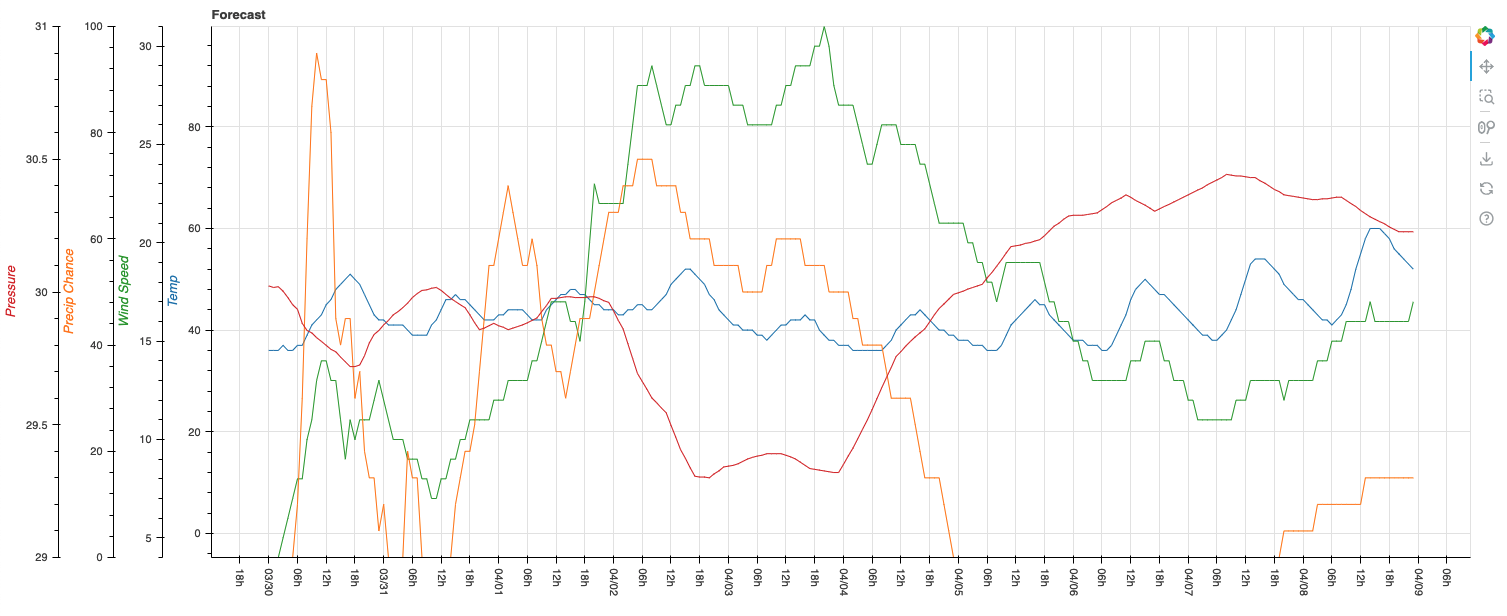 Forecast
31
30.5
30
29.5
29
Pressure
100
80
60
40
20
0
Precip Chance
30
25
20
15
10
5
Wind Speed
80
60
40
20
0
Temp
18h
03/30
06h
12h
18h
03/31
06h
12h
18h
04/01
06h
12h
18h
04/02
06h
12h
18h
04/03
06h
12h
18h
04/04
06h
12h
18h
04/05
06h
12h
18h
04/06
06h
12h
18h
04/07
06h
12h
18h
04/08
06h
12h
18h
04/09
06h